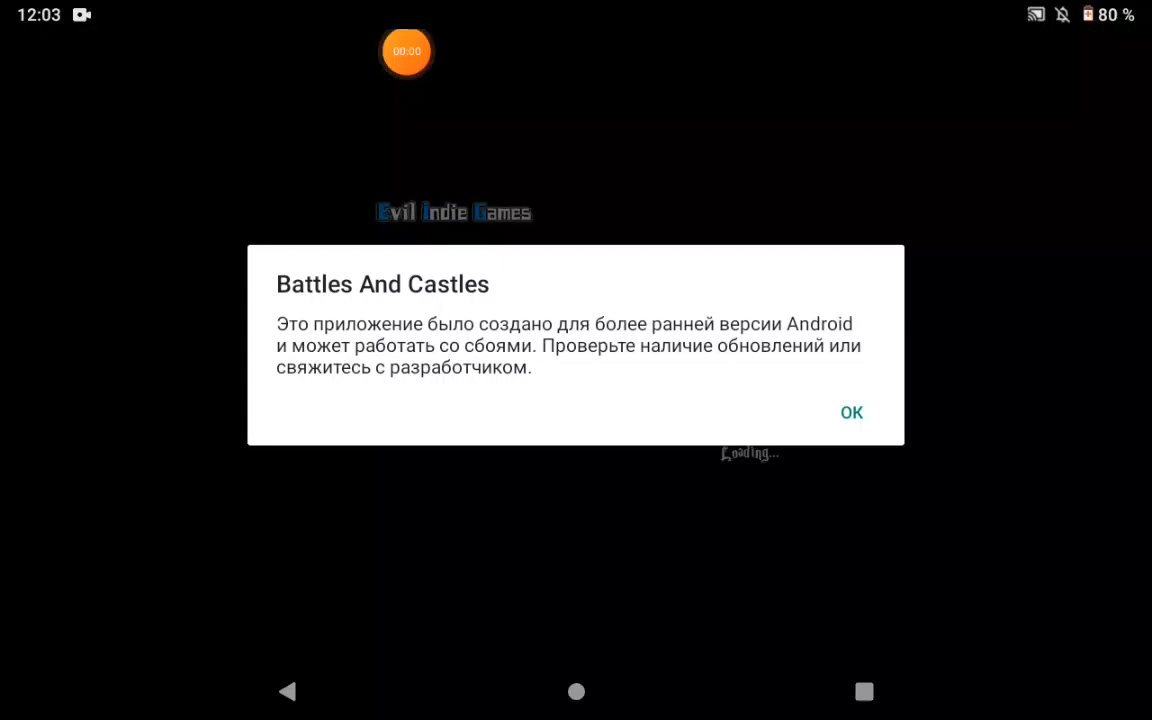 12:03
80 %
00:00
Evil Indie Games
Battles And Castles
Это приложение было создано для более ранней версии Android
и может работать со сбоями. Проверьте наличие обновлений или
свяжитесь с разработчиком.
ОК
Loading...